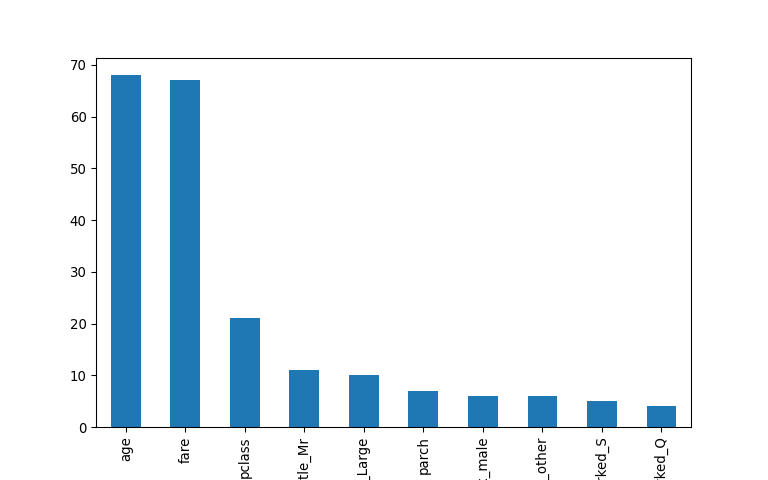 70
60
50
40
30
20
10
0
age
fare
pclass
tle_Mr
_Large
parch
_male
_other
rked_S
rked_Q